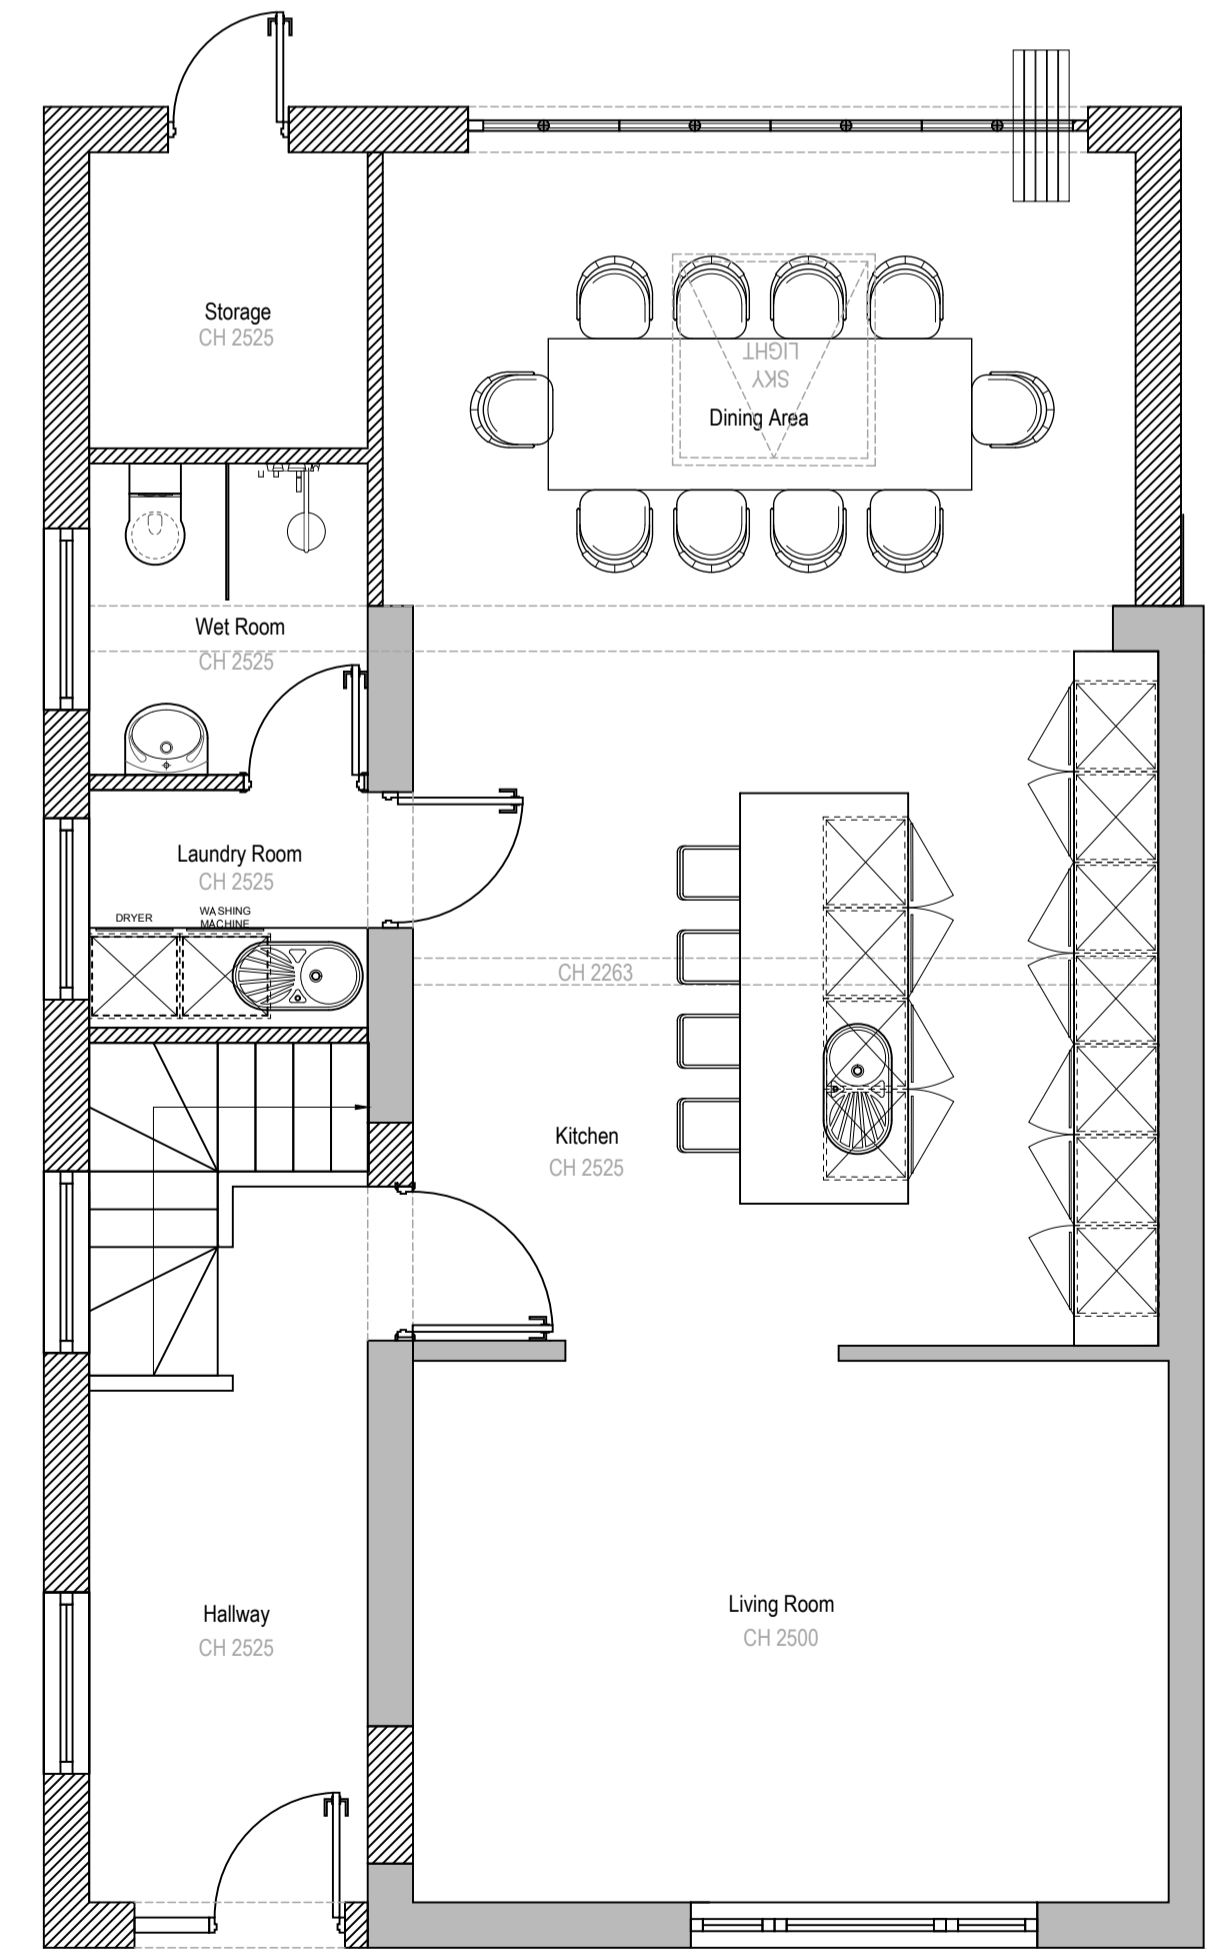 Storage
CH 2525
SKY
LIGHT
Dining Area
Wet Room
CH 2525
Laundry Room
CH 2525
DRYER
WASHING
MACHINE
CH 2263
Kitchen
CH 2525
Living Room
CH 2500
Hallway
CH 2525